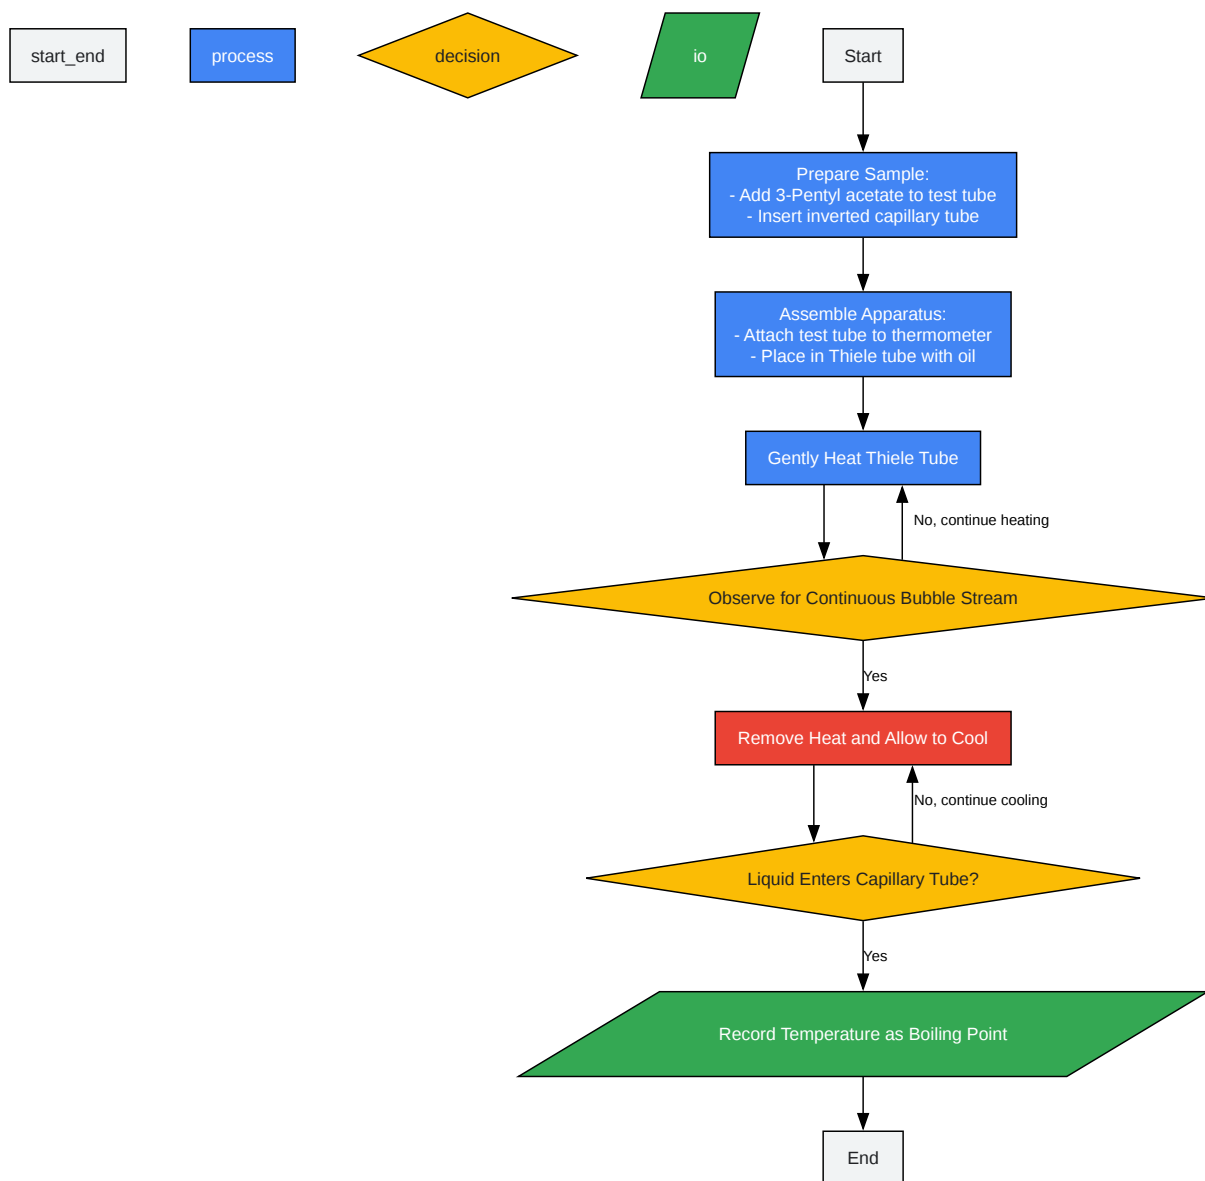 start_end
process
decision
io
Start
Prepare Sample:
- Add 3-Pentyl acetate to test tube
- Insert inverted capillary tube
Assemble Apparatus:
- Attach test tube to thermometer
- Place in Thiele tube with oil
Gently Heat Thiele Tube
No, continue heating
Observe for Continuous Bubble Stream
Yes
Remove Heat and Allow to Cool
No, continue cooling
Liquid Enters Capillary Tube?
Yes
Record Temperature as Boiling Point
End